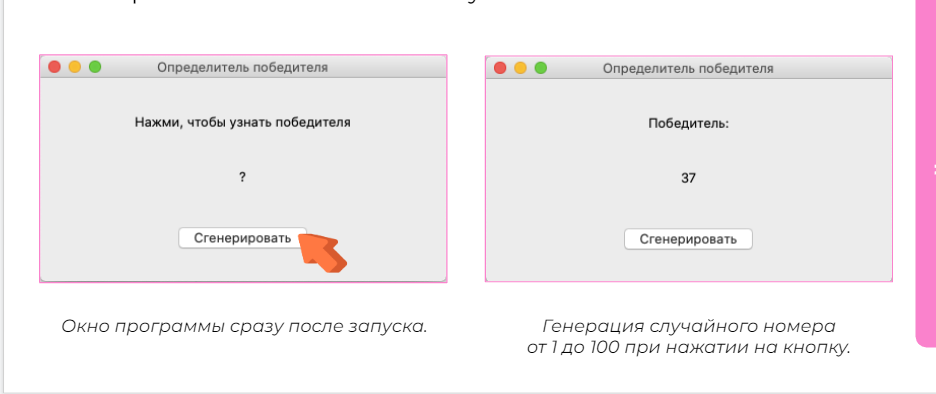 Определитель победителя
Нажми, чтобы узнать победителя
?
Сгенерировать
Окно программы сразу после запуска.
Определитель победителя
Победитель:
37
Сгенерировать
Генерация случайного номера
от 1 до 100 при нажатии на кнопку.